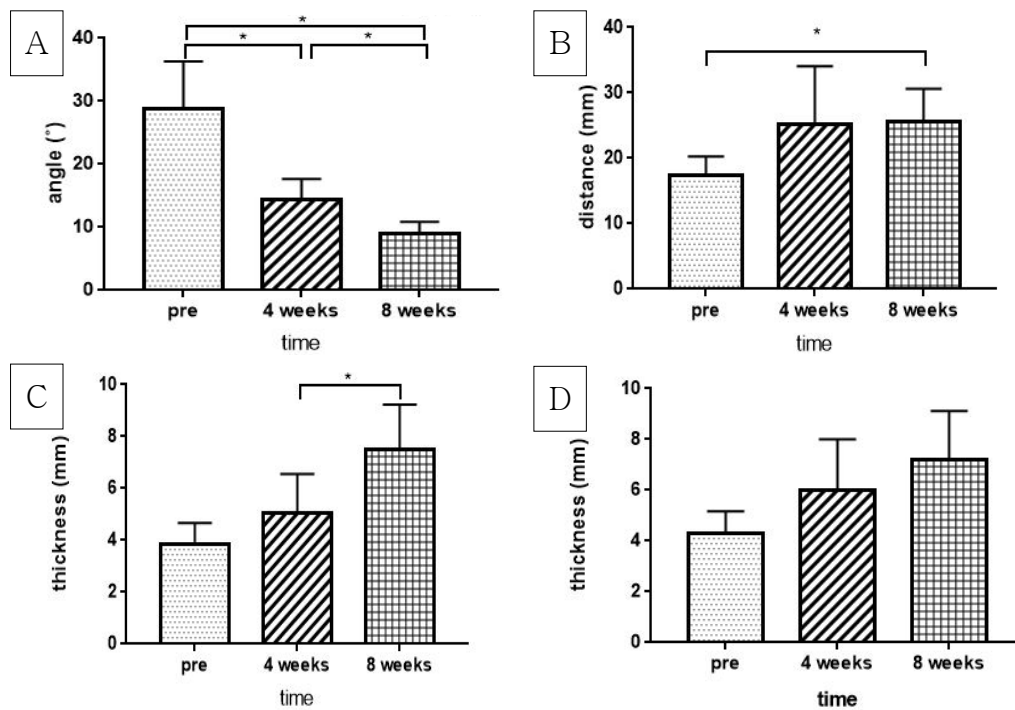 A
angle (°)
40
30
20
10
0
*
*
*
pre
4 weeks
8 weeks
time
B
distance (mm)
40
30
20
10
0
*
pre
4 weeks
8 weeks
time
C
thickness (mm)
10
8
6
4
2
0
*
pre
4 weeks
8 weeks
time
D
thickness (mm)
10
8
6
4
2
0
pre
4 weeks
8 weeks
time